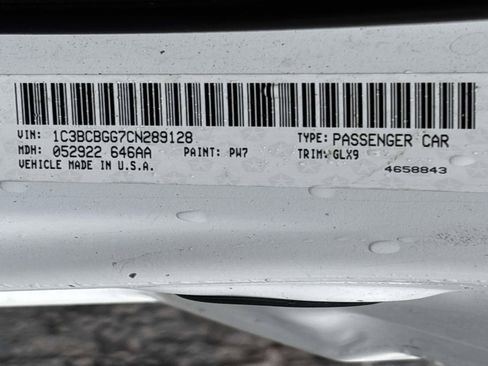 VIN: 1C3BCBGG7CN289128 TYPE: PASSENGER CAR
MDH: 052922 646AA PAINT: PW7 TRIM: GLX9
VEHICLE MADE IN U.S.A. 4658843